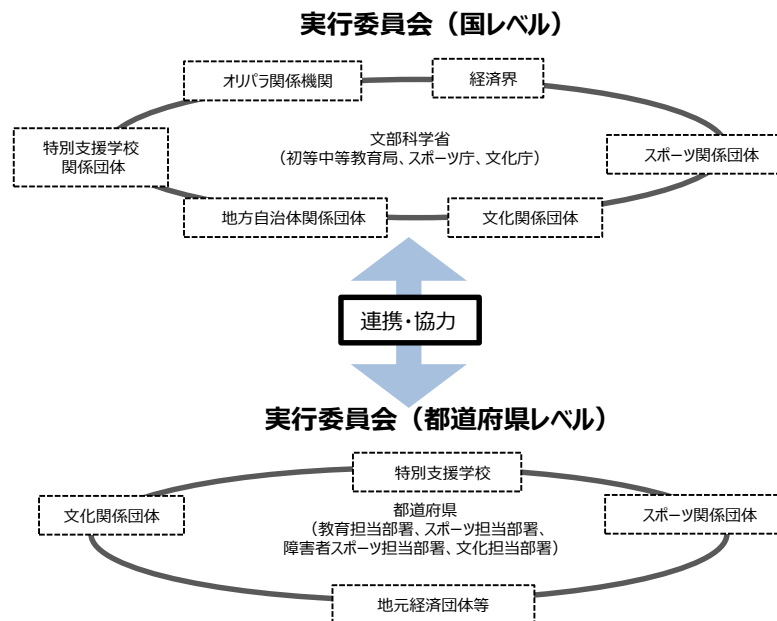 実行委員会（国レベル）
オリパラ関係機関
経済界
特別支援学校
関係団体
文部科学省
（初等中等教育局、スポーツ庁、文化庁）
スポーツ関係団体
地方自治体関係団体
文化関係団体
連携・協力
実行委員会（都道府県レベル）
特別支援学校
文化関係団体
都道府県
（教育担当部署、スポーツ担当部署、
障害者スポーツ担当部署、文化担当部署）
スポーツ関係団体
地元経済団体等